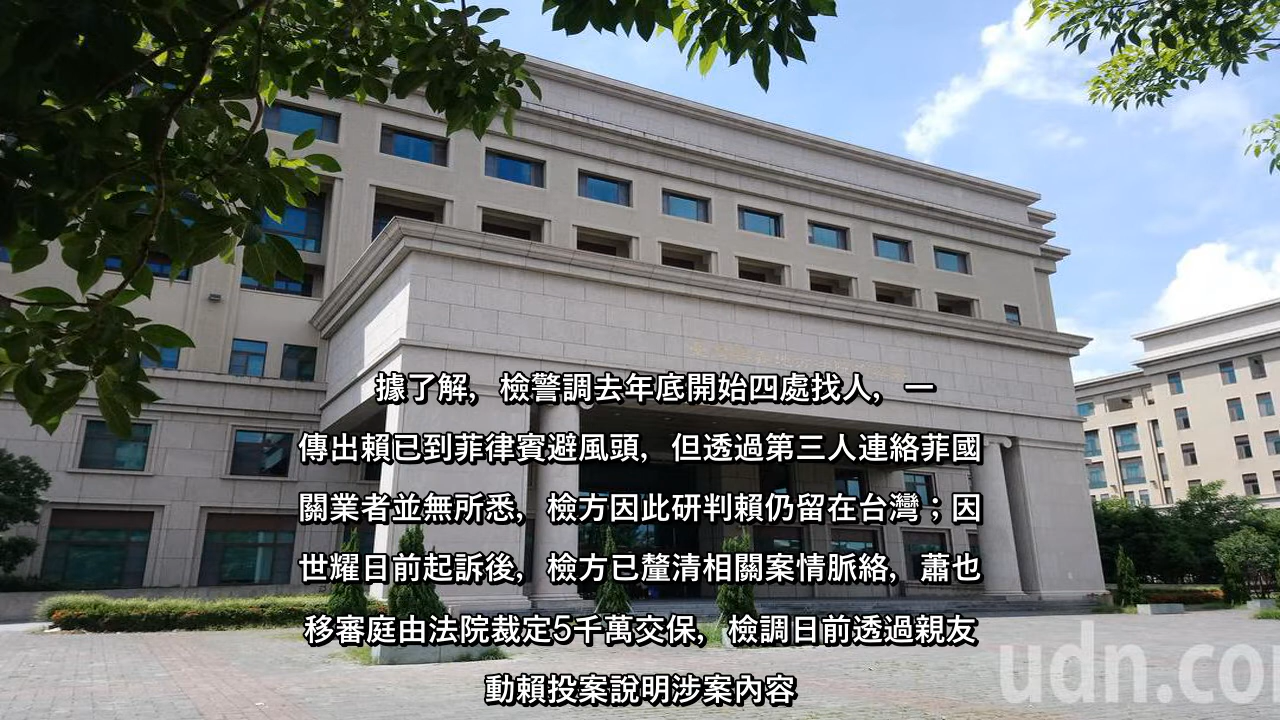 據了解，檢警調去年底開始四處找人，一
傳出賴已到菲律賓避風頭，但透過第三人連絡菲國
關業者並無所悉，檢方因此研判賴仍留在台灣；因
世耀日前起訴後，檢方已釐清相關案情脈絡，蕭也
移審庭由法院裁定5千萬交保，檢調日前透過親友
動賴投案說明涉案內容
udn.co